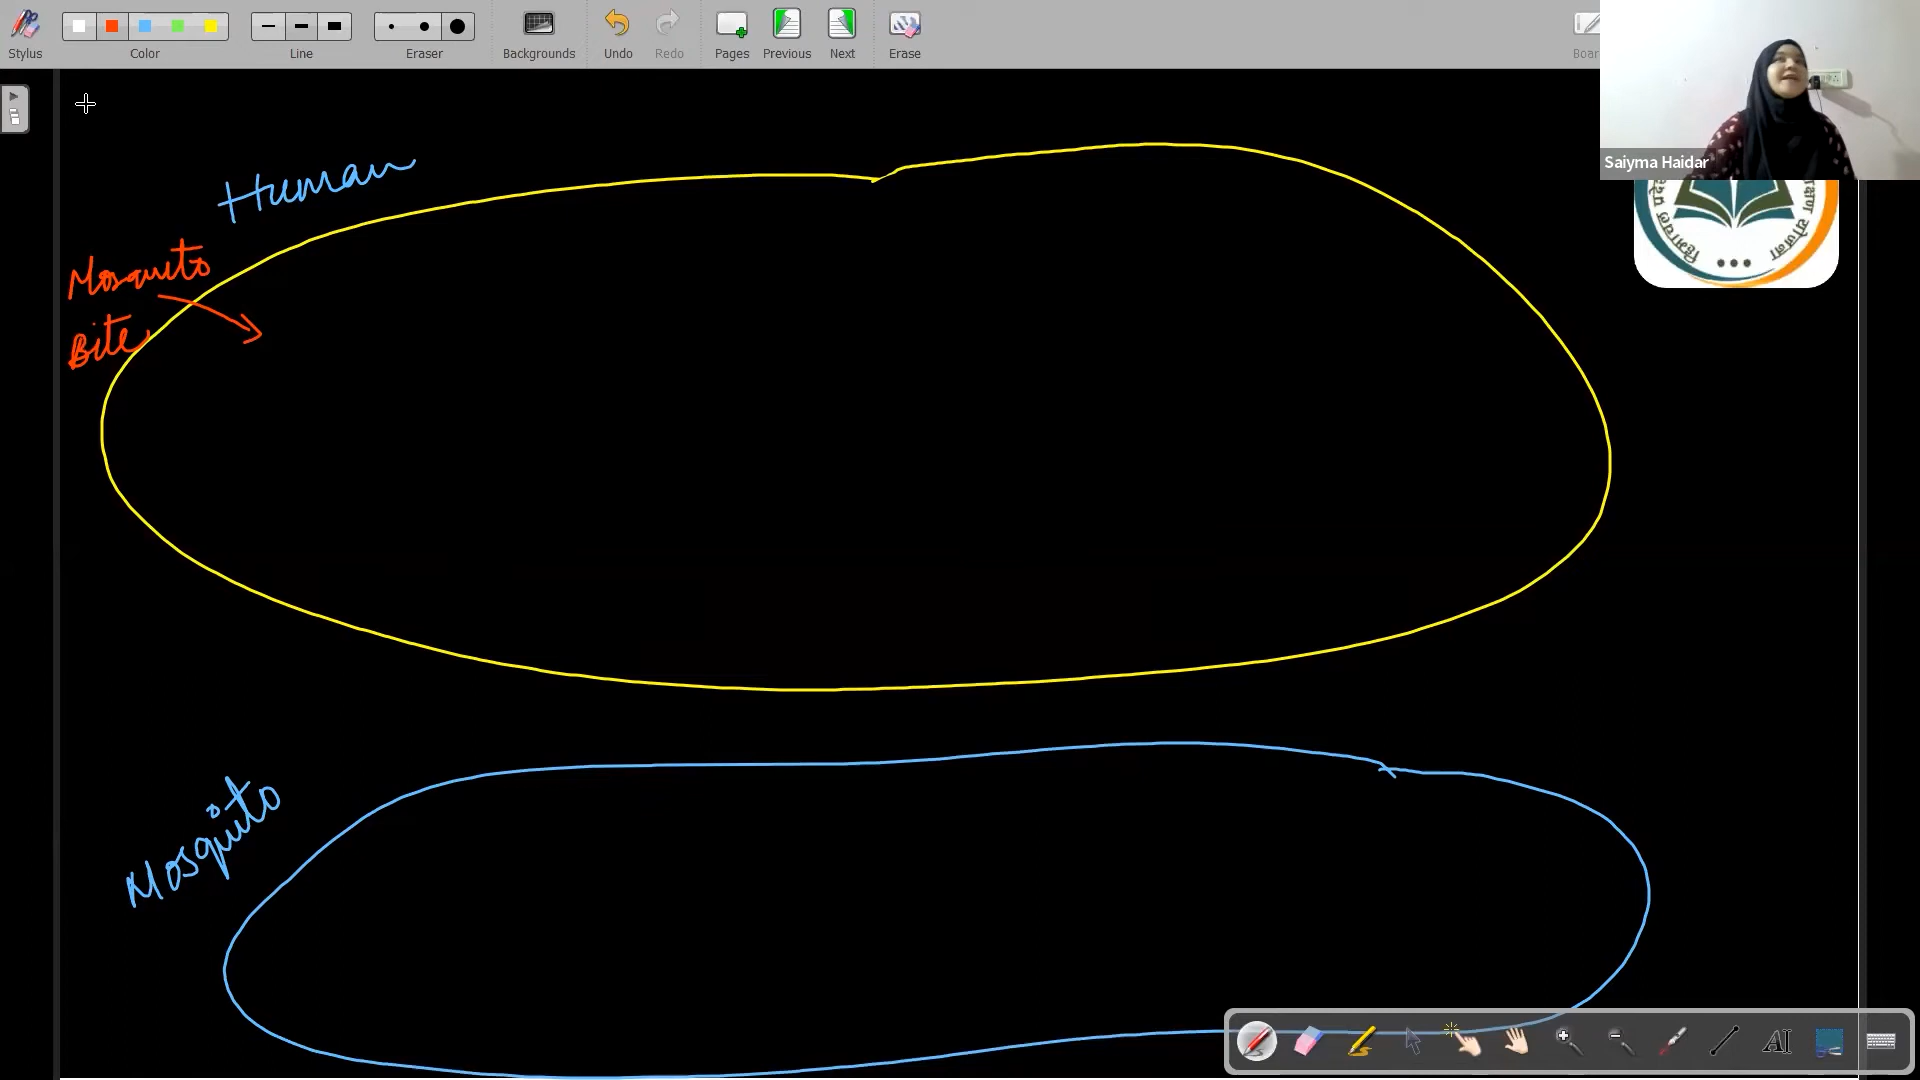 Stylus
Color
Line
Eraser
Backgrounds
Undo
Redo
Pages
Previous
Next
Erase
Saiyma Haidar
Human
Mosquito
Bite
Mosquito